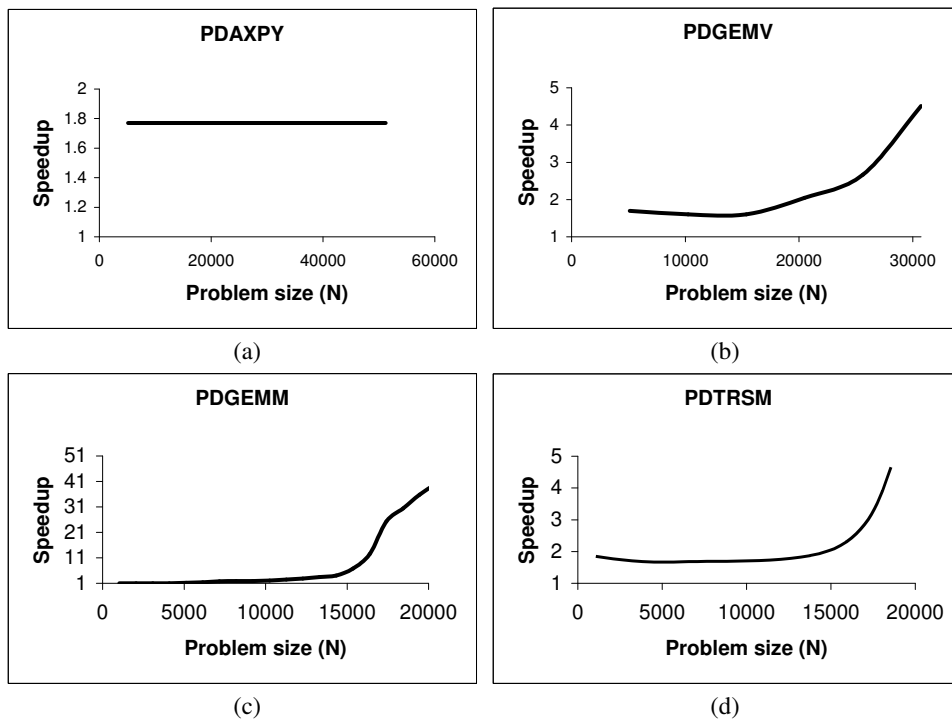 PDAXPY
2
1.8
1.6
1.4
1.2
1
Speedup
0 20000 40000 60000
Problem size (N)
(a)
PDGEMV
5
4
3
2
1
Speedup
0 10000 20000 30000
Problem size (N)
(b)
PDGEMM
51
41
31
21
11
1
Speedup
0 5000 10000 15000 20000
Problem size (N)
(c)
PDTRSM
5
4
3
2
1
Speedup
0 5000 10000 15000 20000
Problem size (N)
(d)